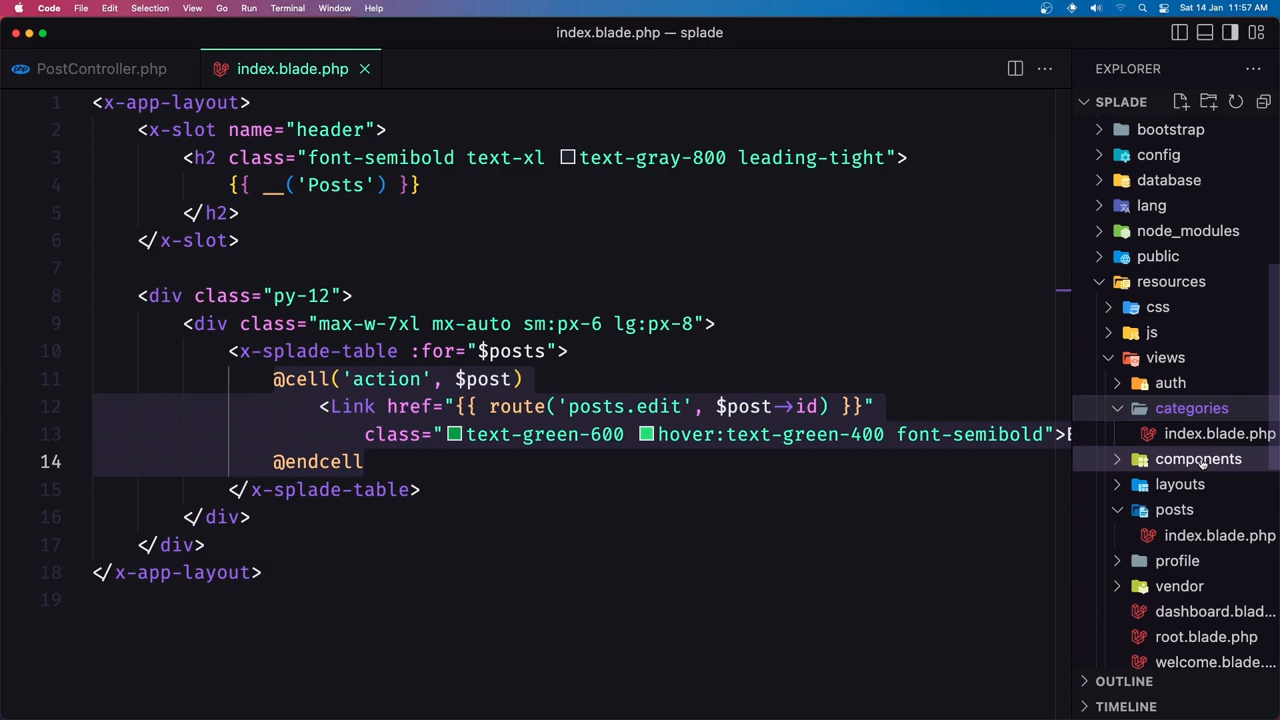 Code File Edit Selection View Go Run Terminal Window Help Sat 14 Jan 11:57 AM
index.blade.php — splade
PostController.php
index.blade.php
1 <x-app-layout>
2 <x-slot name="header">
3 <h2 class="font-semibold text-xl text-gray-800 leading-tight">
4 {{ __('Posts') }}
5 </h2>
6 </x-slot>
7
8 <div class="py-12">
9 <div class="max-w-7xl mx-auto sm:px-6 lg:px-8">
10 <x-splade-table :for="$posts">
11 @cell('action', $post)
12 <Link href="{{ route('posts.edit', $post->id) }}"
13 class="text-green-600 hover:text-green-400 font-semibold">E
14 @endcell
15 </x-splade-table>
16 </div>
17 </div>
18 </x-app-layout>
19
EXPLORER
SPLADE
bootstrap
config
database
lang
node_modules
public
resources
css
js
views
auth
categories
index.blade.php
components
layouts
posts
index.blade.php
profile
vendor
dashboard.blad...
root.blade.php
welcome.blade....
OUTLINE
TIMELINE